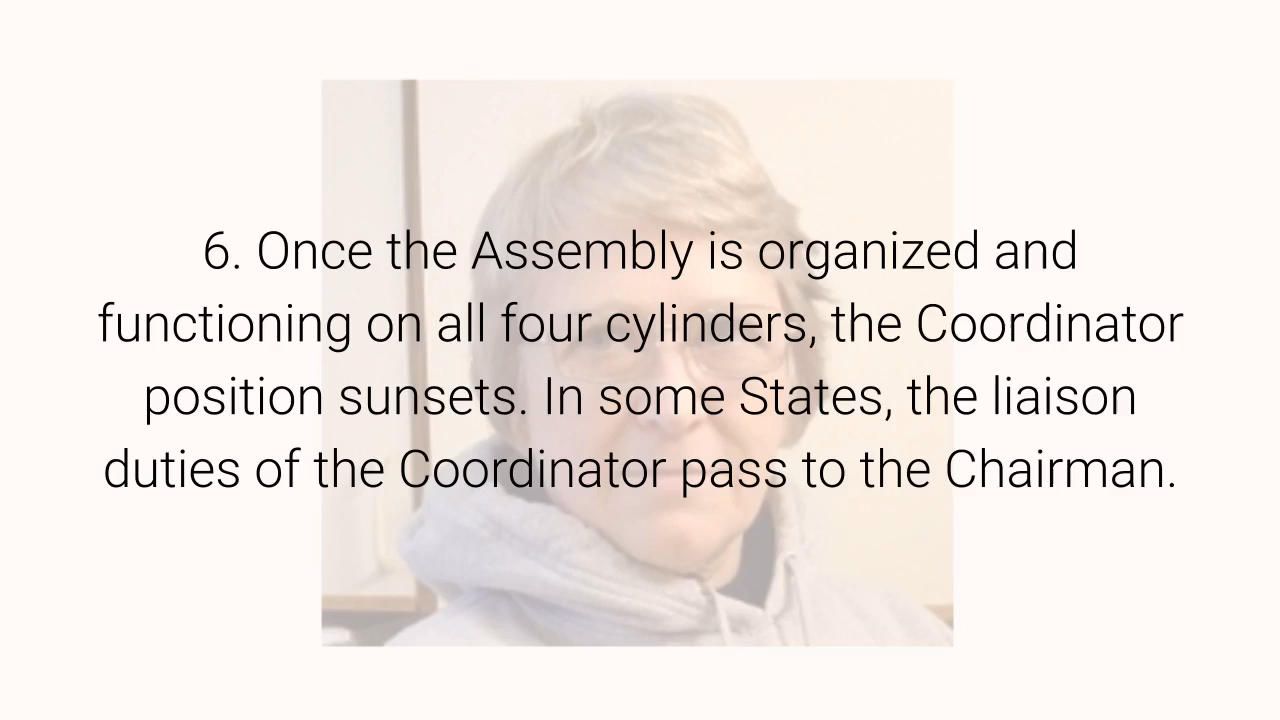 6. Once the Assembly is organized and
functioning on all four cylinders, the Coordinator
position sunsets. In some States, the liaison
duties of the Coordinator pass to the Chairman.